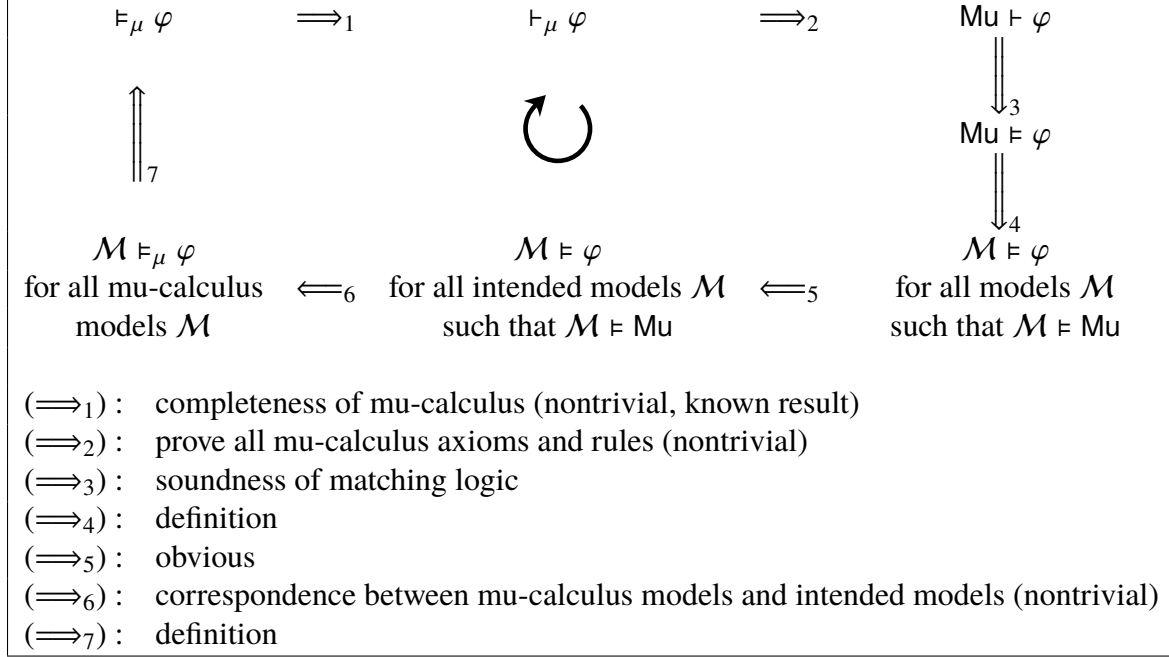 ⊨μ φ ⟹1 ⊢μ φ ⟹2 Mu ⊢ φ
⇓3
Mu ⊨ φ
⇑7
⇓4
ℳ ⊨μ φ ℳ ⊨ φ ℳ ⊨ φ
for all mu-calculus ⟸6 for all intended models ℳ ⟸5 for all models ℳ
models ℳ such that ℳ ⊨ Mu such that ℳ ⊨ Mu
(⟹1) : completeness of mu-calculus (nontrivial, known result)
(⟹2) : prove all mu-calculus axioms and rules (nontrivial)
(⟹3) : soundness of matching logic
(⟹4) : definition
(⟹5) : obvious
(⟹6) : correspondence between mu-calculus models and intended models (nontrivial)
(⟹7) : definition